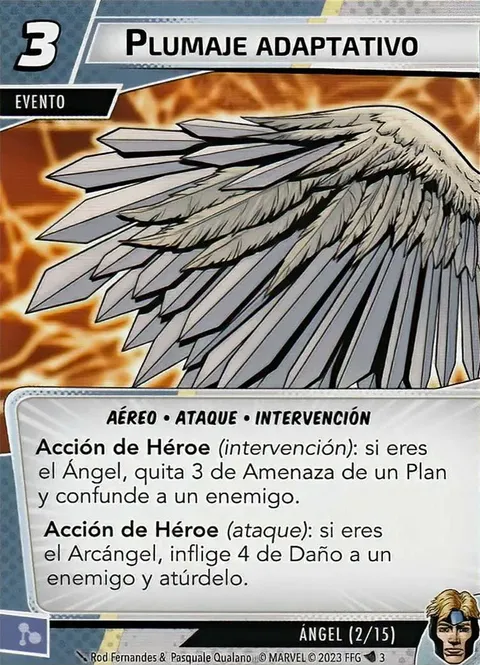 3
PLUMAJE ADAPTATIVO
EVENTO
AÉREO • ATAQUE • INTERVENCIÓN
Acción de Héroe (intervención): si eres
el Ángel, quita 3 de Amenaza de un Plan
y confunde a un enemigo.
Acción de Héroe (ataque): si eres
el Arcángel, inflige 4 de Daño a un
enemigo y atúrdelo.
ÁNGEL (2/15)
Rod Fernandes & Pasquale Qualano © MARVEL © 2023 FFG 3